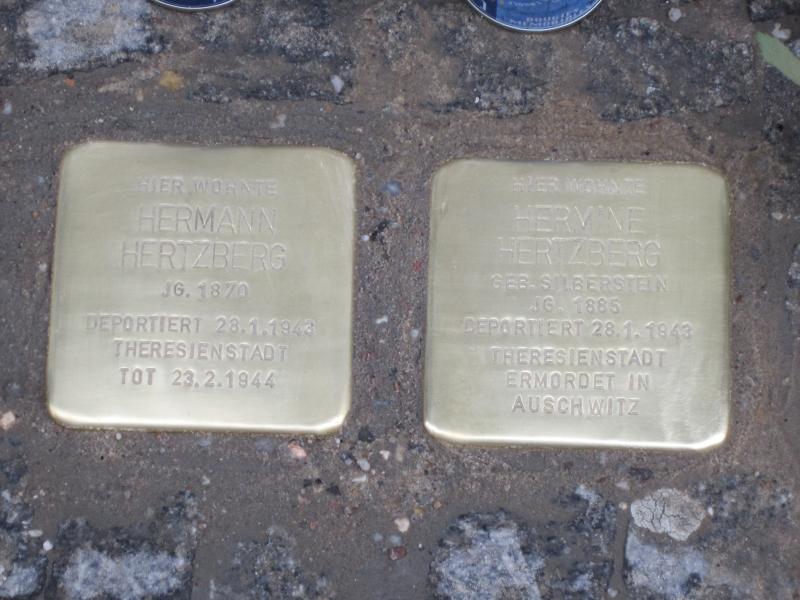 HIER WOHNTE
HERMANN
HERTZBERG
JG. 1870
DEPORTIERT 28.1.1943
THERESIENSTADT
TOT 23.2.1944
HIER WOHNTE
HERMINE
HERTZBERG
GEB. SILBERSTEIN
JG. 1885
DEPORTIERT 28.1.1943
THERESIENSTADT
ERMORDET IN
AUSCHWITZ